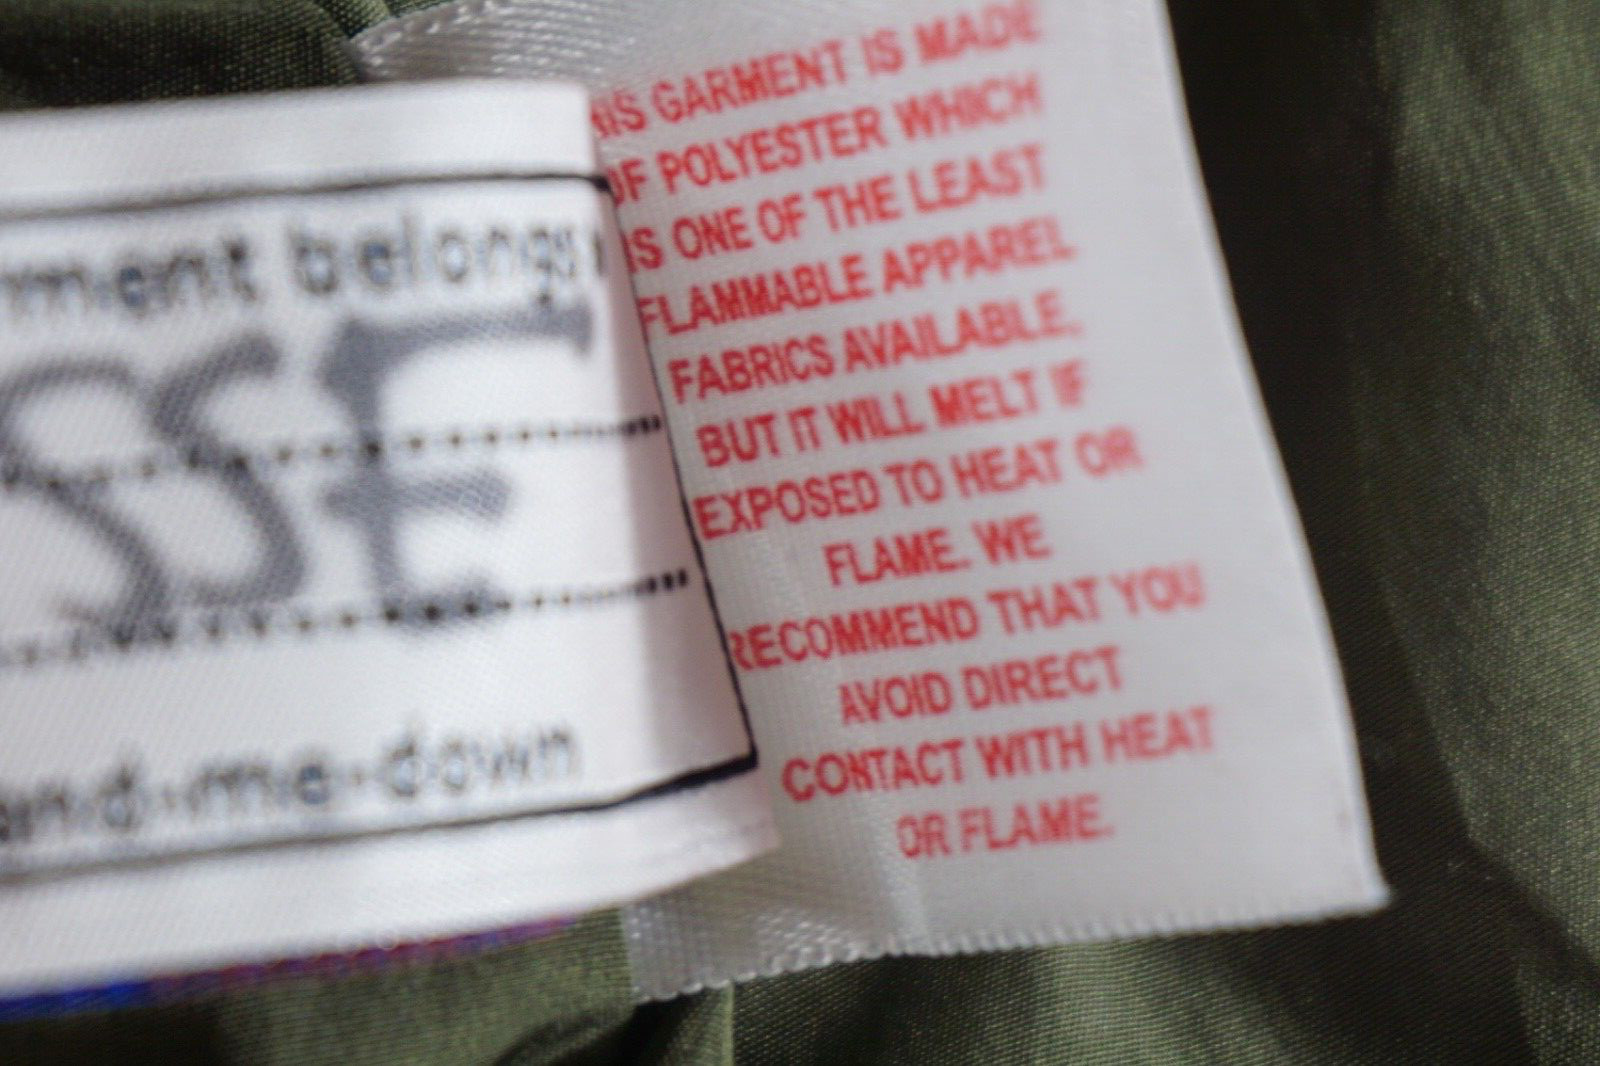 rment belongs
SSE
and-me-down
HIS GARMENT IS MADE
OF POLYESTER WHICH
IS ONE OF THE LEAST
FLAMMABLE APPAREL
FABRICS AVAILABLE,
BUT IT WILL MELT IF
EXPOSED TO HEAT OR
FLAME. WE
RECOMMEND THAT YOU
AVOID DIRECT
CONTACT WITH HEAT
OR FLAME.